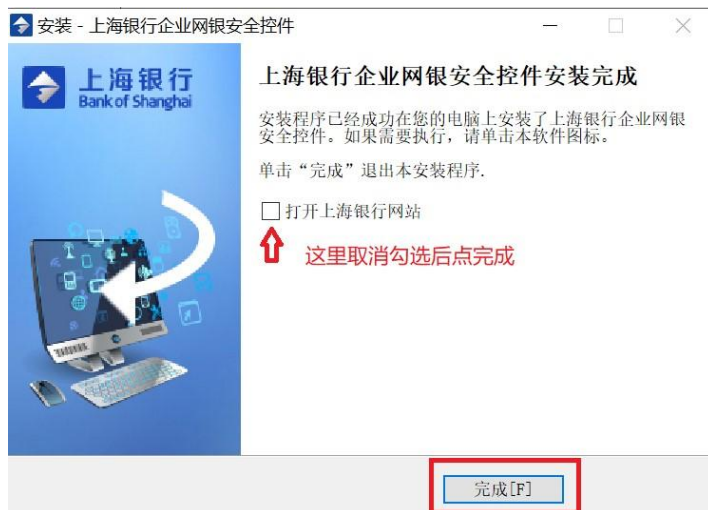 安装 - 上海银行企业网银安全控件
上海银行
Bank of Shanghai
上海银行企业网银安全控件安装完成
安装程序已经成功在您的电脑上安装了上海银行企业网银
安全控件。如果需要执行，请单击本软件图标。
单击“完成”退出本安装程序.
打开上海银行网站
这里取消勾选后点完成
完成[F]